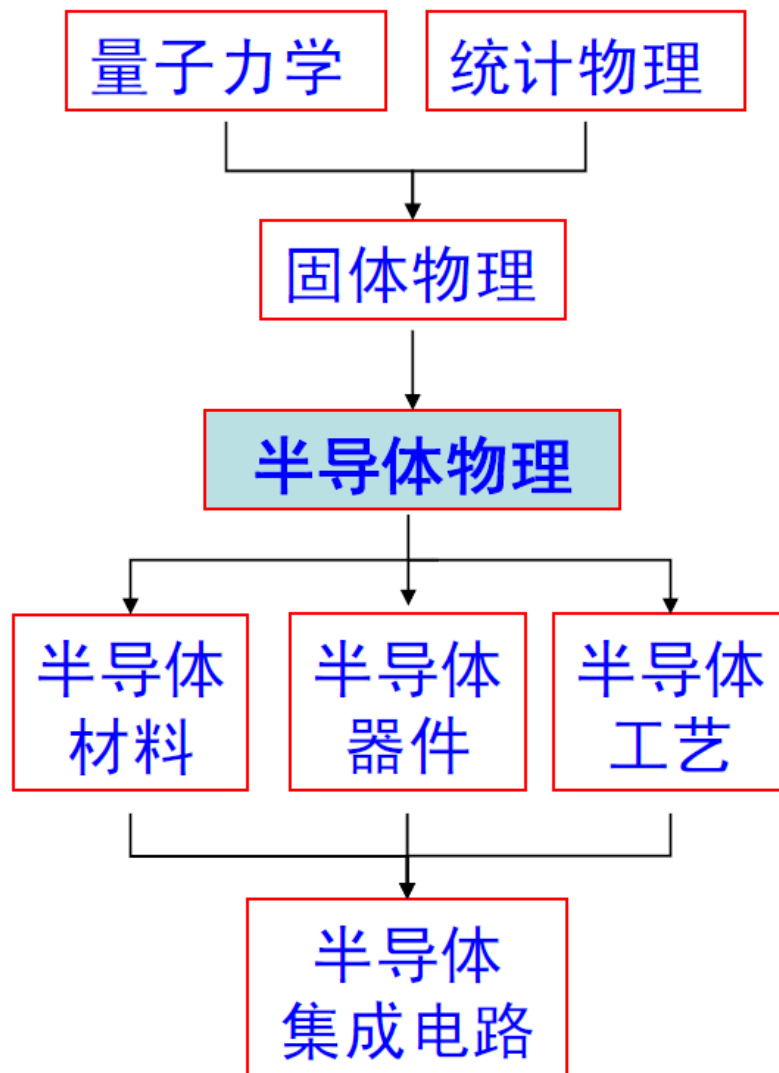 量子力学
统计物理
固体物理
半导体物理
半导体
材料
半导体
器件
半导体
工艺
半导体
集成电路